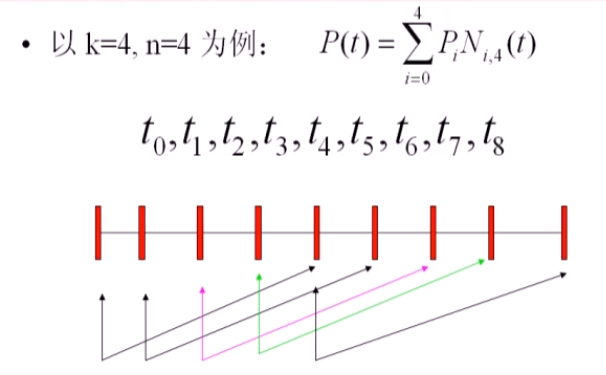 • 以 k=4, n=4 为例: P(t) = \sum_{i=0}^{4} P_i N_{i,4}(t)
t_0, t_1, t_2, t_3, t_4, t_5, t_6, t_7, t_8